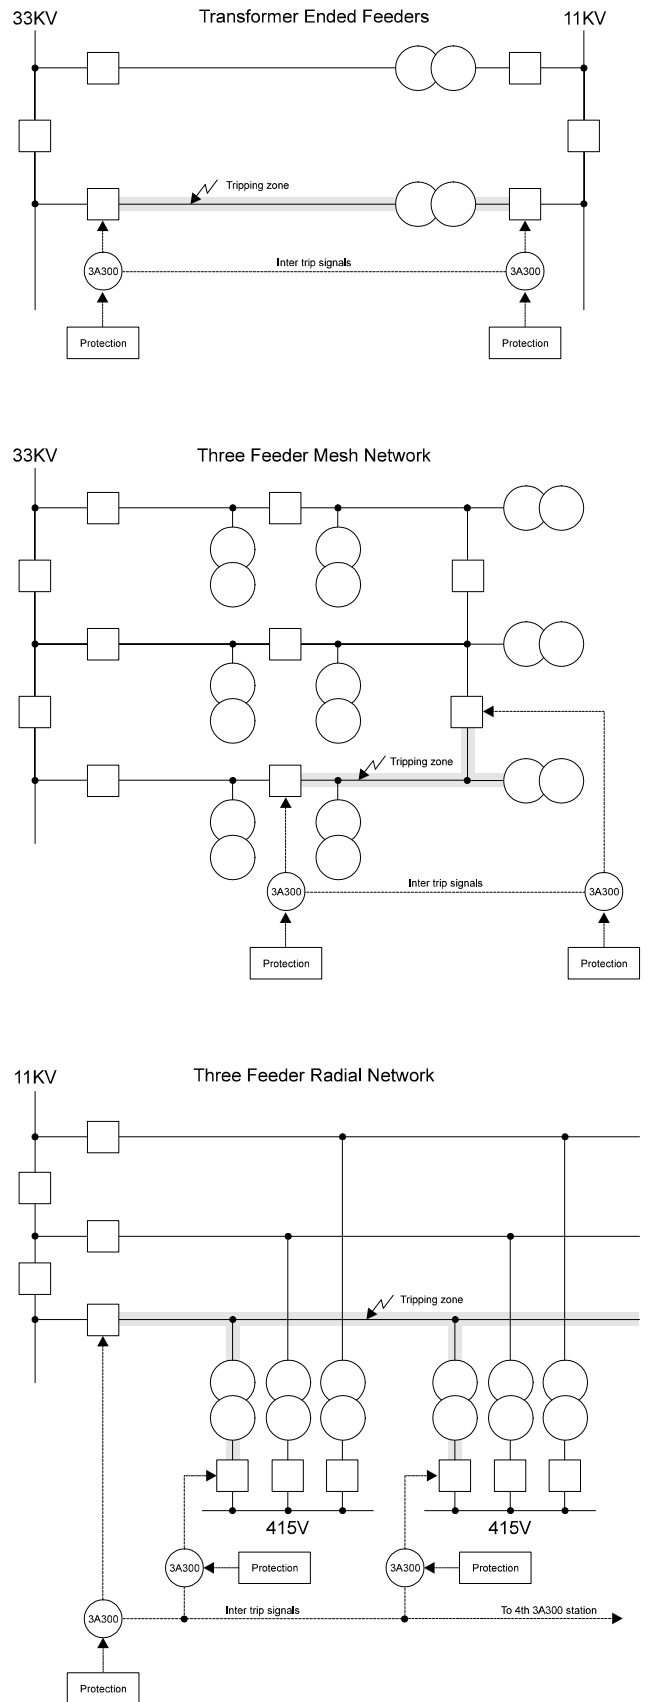 33KV
Transformer Ended Feeders
11KV
Tripping zone
Inter trip signals
3A300
3A300
Protection
Protection
33KV
Three Feeder Mesh Network
Tripping zone
Inter trip signals
3A300
3A300
Protection
Protection
11KV
Three Feeder Radial Network
Tripping zone
415V
415V
3A300
Protection
3A300
Protection
3A300
Inter trip signals
To 4th 3A300 station
Protection